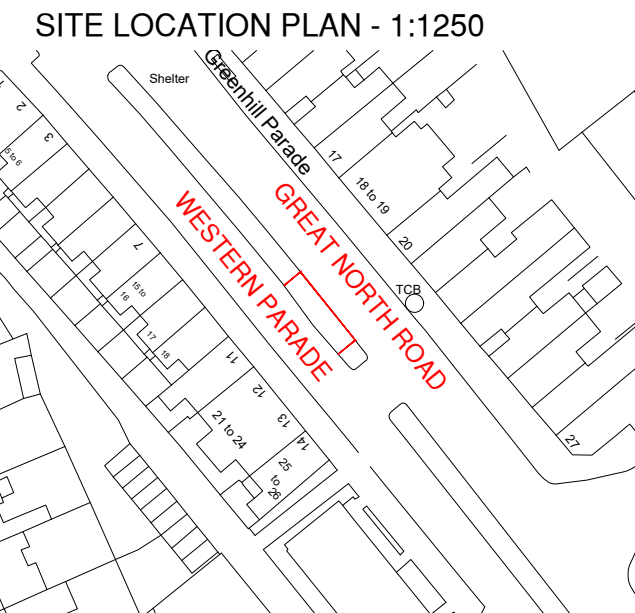 SITE LOCATION PLAN - 1:1250
Shelter
Greenhill Parade
2
3
5 to 6
17
18 to 19
20
WESTERN PARADE
GREAT NORTH ROAD
7
15 to
16
17
18
TCB
11
12
13
14
21 to 24
25
to
26
27